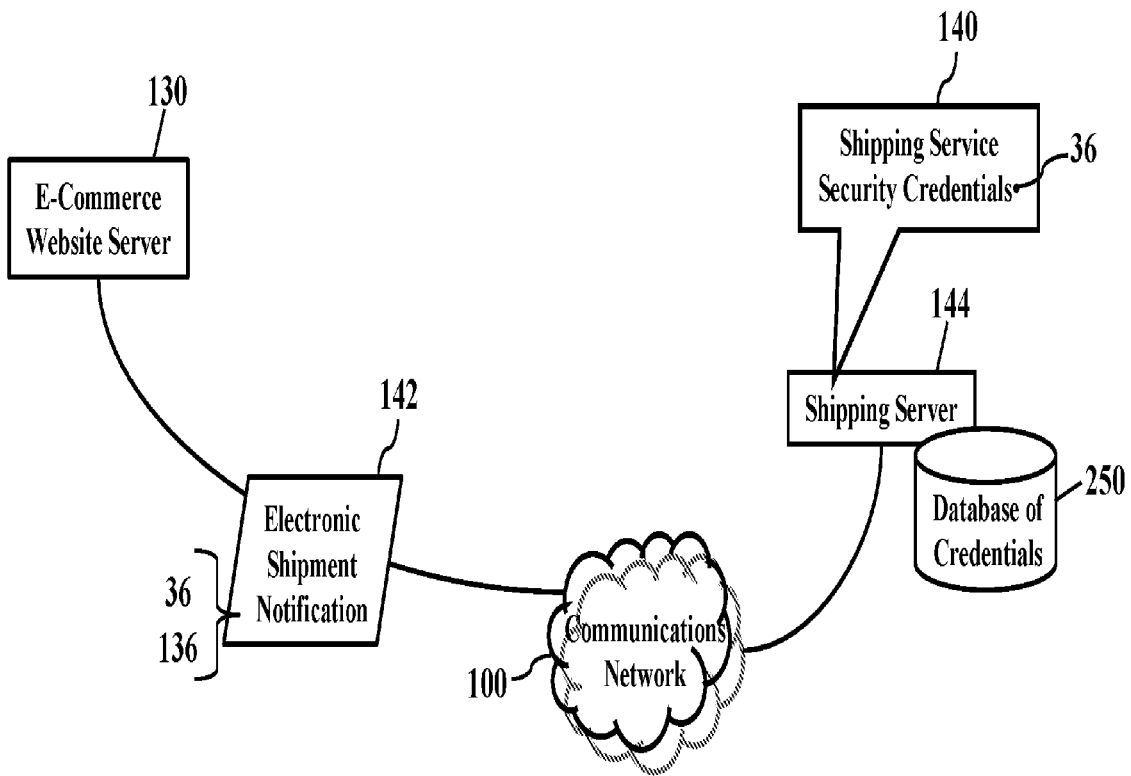 140
130
Shipping Service
Security Credentials
36
E-Commerce
Website Server
144
Shipping Server
142
250
Database of
Credentials
Electronic
Shipment
Notification
36
136
Communications
Network
100